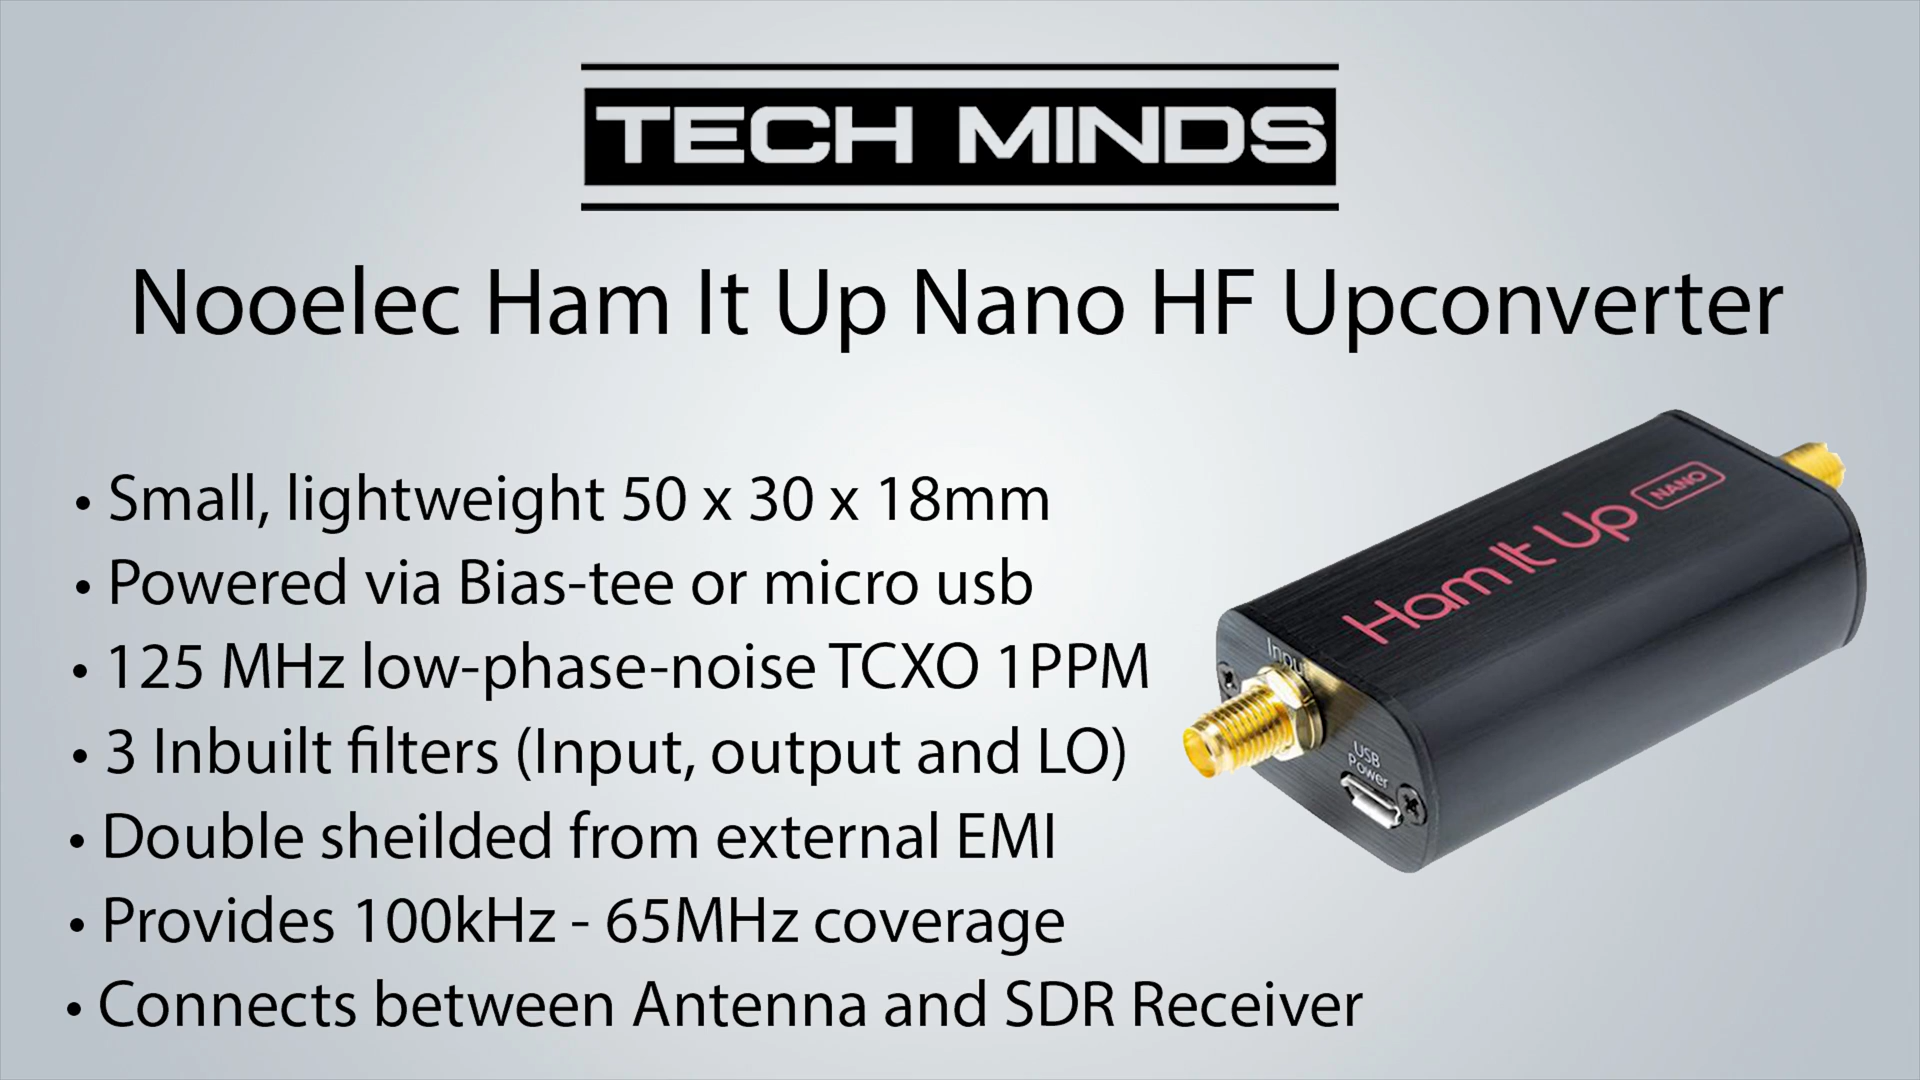 TECH MINDS
Nooelec Ham It Up Nano HF Upconverter
• Small, lightweight 50 x 30 x 18mm
• Powered via Bias-tee or micro usb
• 125 MHz low-phase-noise TCXO 1PPM
• 3 Inbuilt filters (Input, output and LO)
• Double sheilded from external EMI
• Provides 100kHz - 65MHz coverage
• Connects between Antenna and SDR Receiver
Ham It Up NANO
Input
USB
Power